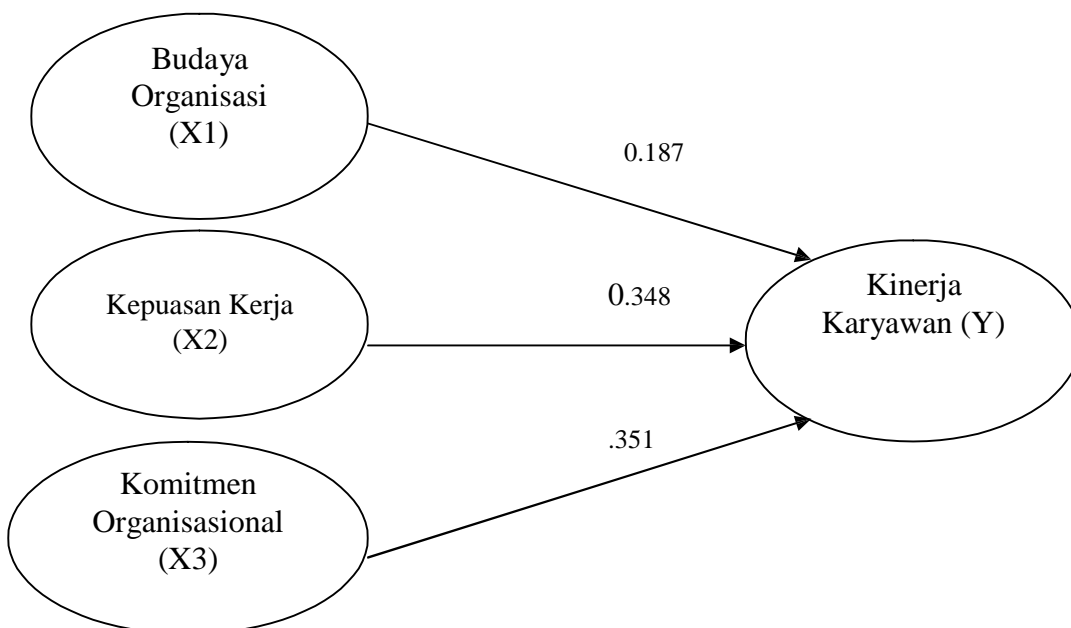 Budaya
Organisasi
(X1)
0.187
Kepuasan Kerja
(X2)
0.348
Kinerja
Karyawan (Y)
Komitmen
Organisasional
(X3)
.351